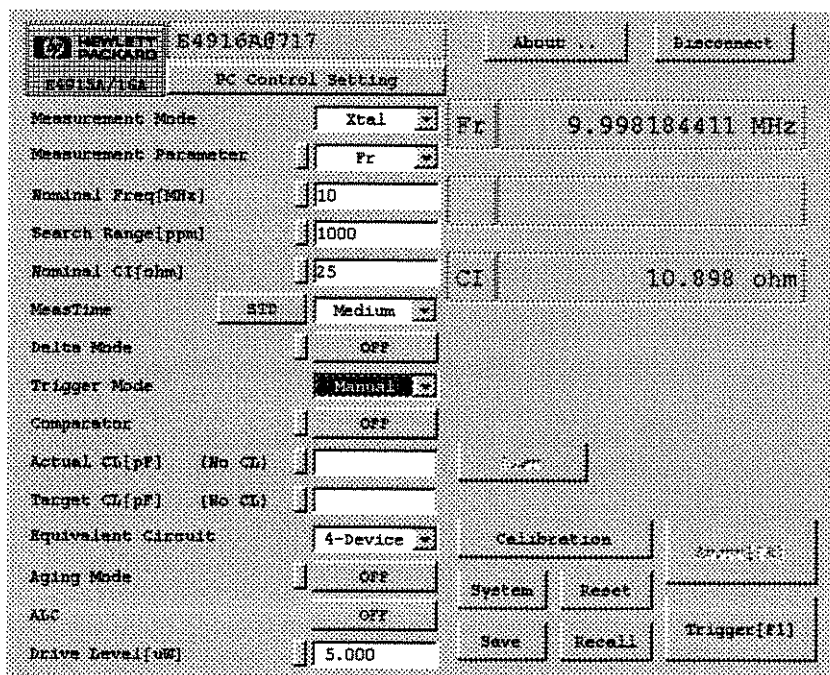 hp HEWLETT PACKARD E4916A@717 About . Disconnect
E4915A/16A PC Control Setting
Measurement Mode Xtal Fr 9.998184411 MHz
Measurement Parameter Fr
Nominal Freq[MHz] 10
Search Range[ppm] 1000
Nominal CI[ohm] 25 CI 10.898 ohm
MeasTime STD Medium
Delta Mode OFF
Trigger Mode Manual
Comparator OFF
Actual CL[pF] (No CL)
Target CL[pF] (No CL)
Equivalent Circuit 4-Device Calibration
Aging Mode OFF System Reset
ALC OFF Save Recall Trigger[F1]
Drive Level[uW] 5.000